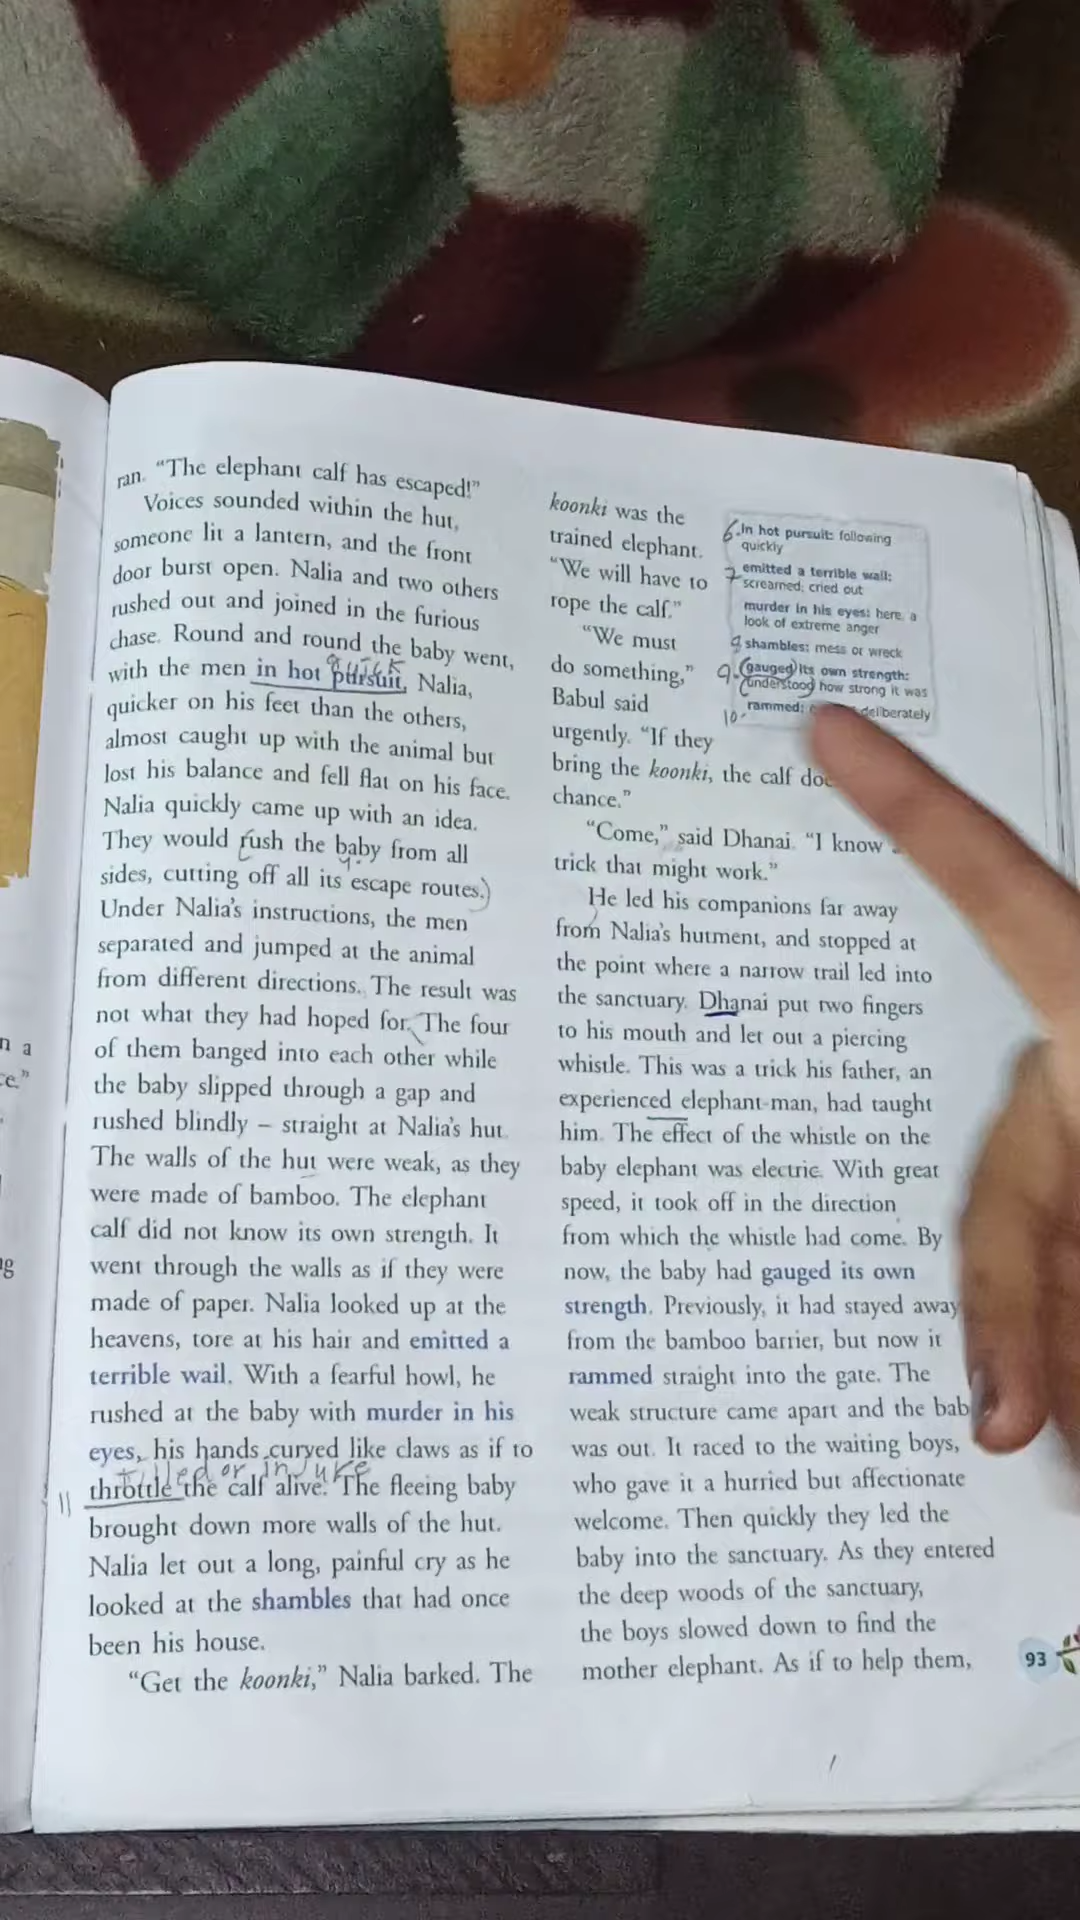 ran. “The elephant calf has escaped!”
Voices sounded within the hut,
someone lit a lantern, and the front
door burst open. Nalia and two others
rushed out and joined in the furious
chase. Round and round the baby went,
quick
with the men in hot pursuit, Nalia,
quicker on his feet than the others,
almost caught up with the animal but
lost his balance and fell flat on his face.
Nalia quickly came up with an idea.
They would rush the baby from all
sides, cutting off all its escape routes.)
Under Nalia’s instructions, the men
separated and jumped at the animal
from different directions. The result was
not what they had hoped for. The four
of them banged into each other while
the baby slipped through a gap and
rushed blindly – straight at Nalia’s hut.
The walls of the hut were weak, as they
were made of bamboo. The elephant
calf did not know its own strength. It
went through the walls as if they were
made of paper. Nalia looked up at the
heavens, tore at his hair and emitted a
terrible wail. With a fearful howl, he
rushed at the baby with murder in his
eyes, his hands curved like claws as if to
or injure
11 throttle the calf alive. The fleeing baby
brought down more walls of the hut.
Nalia let out a long, painful cry as he
looked at the shambles that had once
been his house.
“Get the koonki,” Nalia barked. The
koonki was the
trained elephant.
“We will have to
rope the calf.”
“We must
do something,”
Babul said
urgently. “If they
bring the koonki, the calf
chance.”
“Come,” said Dhanai. “I know
trick that might work.”
He led his companions far away
from Nalia’s hutment, and stopped at
the point where a narrow trail led into
the sanctuary. Dhanai put two fingers
to his mouth and let out a piercing
whistle. This was a trick his father, an
experienced elephant-man, had taught
him. The effect of the whistle on the
baby elephant was electric. With great
speed, it took off in the direction
from which the whistle had come. By
now, the baby had gauged its own
strength. Previously, it had stayed away
from the bamboo barrier, but now it
rammed straight into the gate. The
weak structure came apart and the bab
was out. It raced to the waiting boys,
who gave it a hurried but affectionate
welcome. Then quickly they led the
baby into the sanctuary. As they entered
the deep woods of the sanctuary,
the boys slowed down to find the
mother elephant. As if to help them,
6. In hot pursuit: following
quickly
7 emitted a terrible wail:
screamed; cried out
murder in his eyes: here, a
look of extreme anger
9 shambles: mess or wreck
9. (gauged) its own strength:
(understood) how strong it was
10. rammed: deliberately
93
n a
ce.”
g